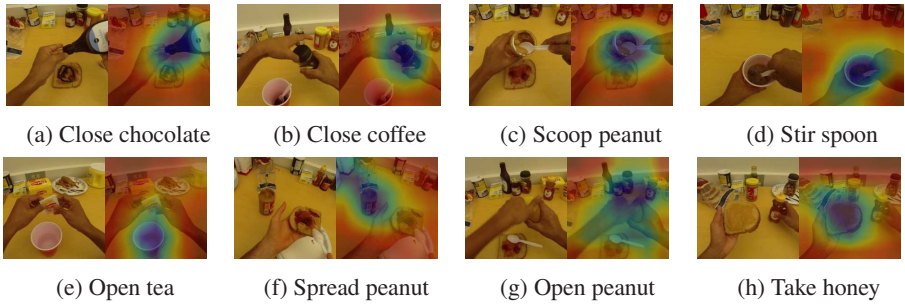 (a) Close chocolate
(b) Close coffee
(c) Scoop peanut
(d) Stir spoon
(e) Open tea
(f) Spread peanut
(g) Open peanut
(h) Take honey